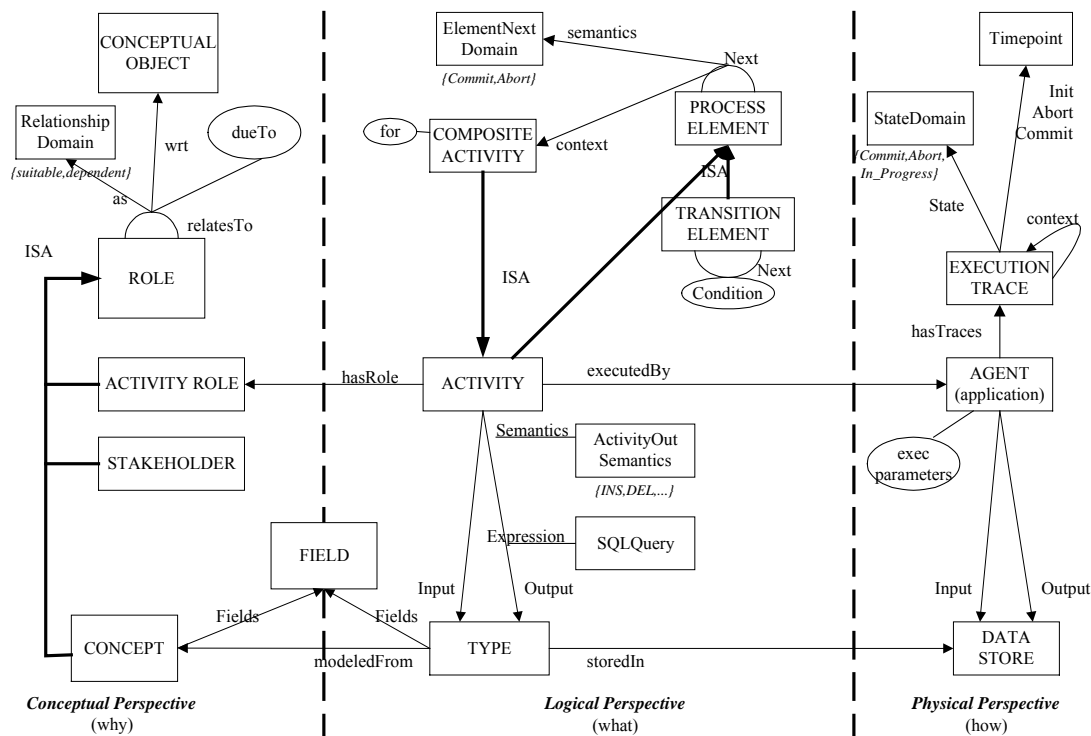 CONCEPTUAL
OBJECT
Relationship
Domain
{suitable,dependent}
wrt
dueTo
as
relatesTo
ISA
ROLE
ACTIVITY ROLE
STAKEHOLDER
CONCEPT
Fields
FIELD
Fields
modeledFrom
hasRole
Conceptual Perspective
(why)
ElementNext
Domain
{Commit,Abort}
semantics
Next
for
COMPOSITE
ACTIVITY
context
PROCESS
ELEMENT
ISA
TRANSITION
ELEMENT
Next
Condition
ISA
ACTIVITY
executedBy
Semantics
ActivityOut
Semantics
{INS,DEL,...}
Expression
SQLQuery
Input
Output
TYPE
storedIn
Logical Perspective
(what)
Timepoint
Init
Abort
Commit
StateDomain
{Commit,Abort,
In_Progress}
State
context
EXECUTION
TRACE
hasTraces
AGENT
(application)
exec
parameters
Input
Output
DATA
STORE
Physical Perspective
(how)